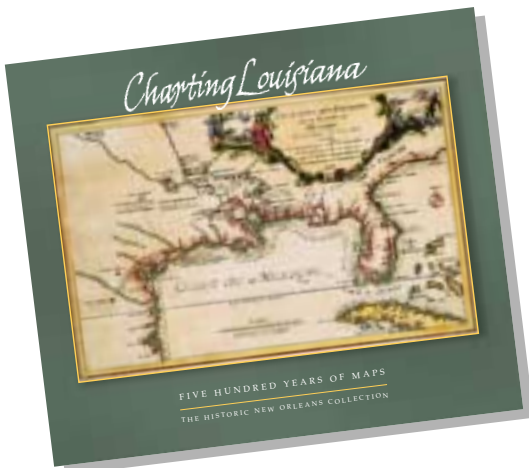 Charting Louisiana
FIVE HUNDRED YEARS OF MAPS
THE HISTORIC NEW ORLEANS COLLECTION